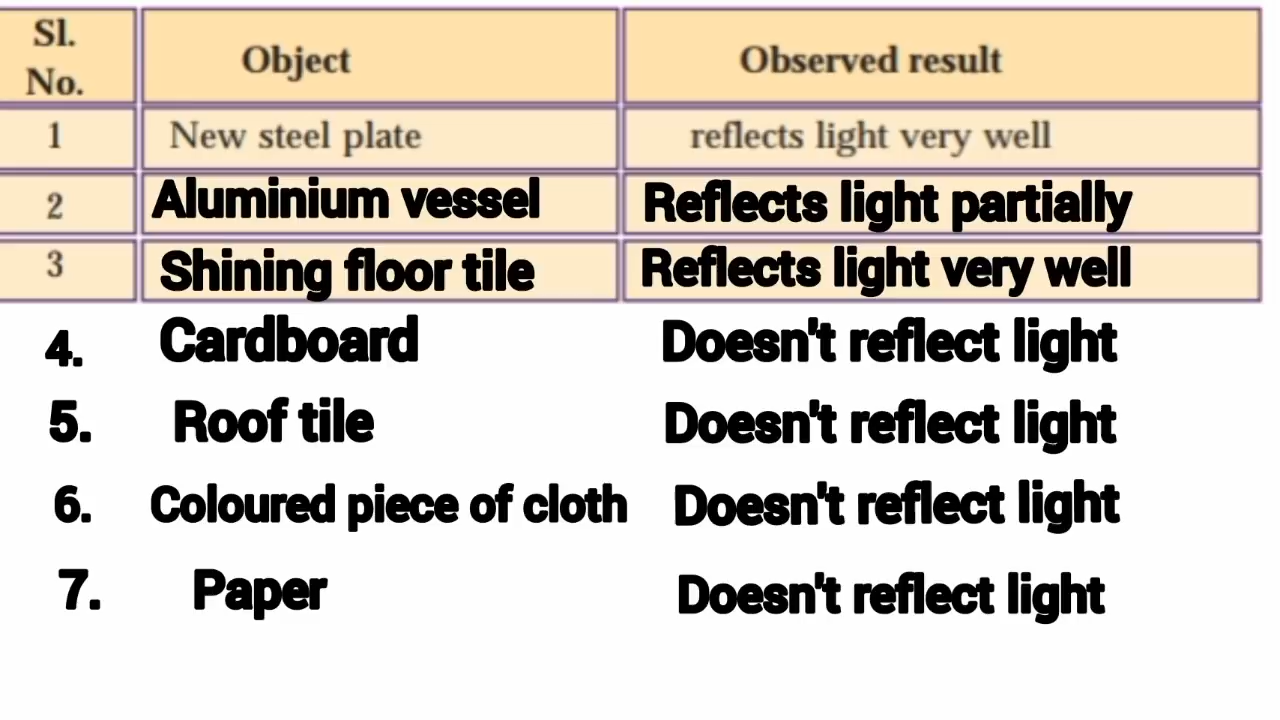 Sl. No. Object Observed result
1 New steel plate reflects light very well
2 Aluminium vessel Reflects light partially
3 Shining floor tile Reflects light very well
4. Cardboard Doesn't reflect light
5. Roof tile Doesn't reflect light
6. Coloured piece of cloth Doesn't reflect light
7. Paper Doesn't reflect light